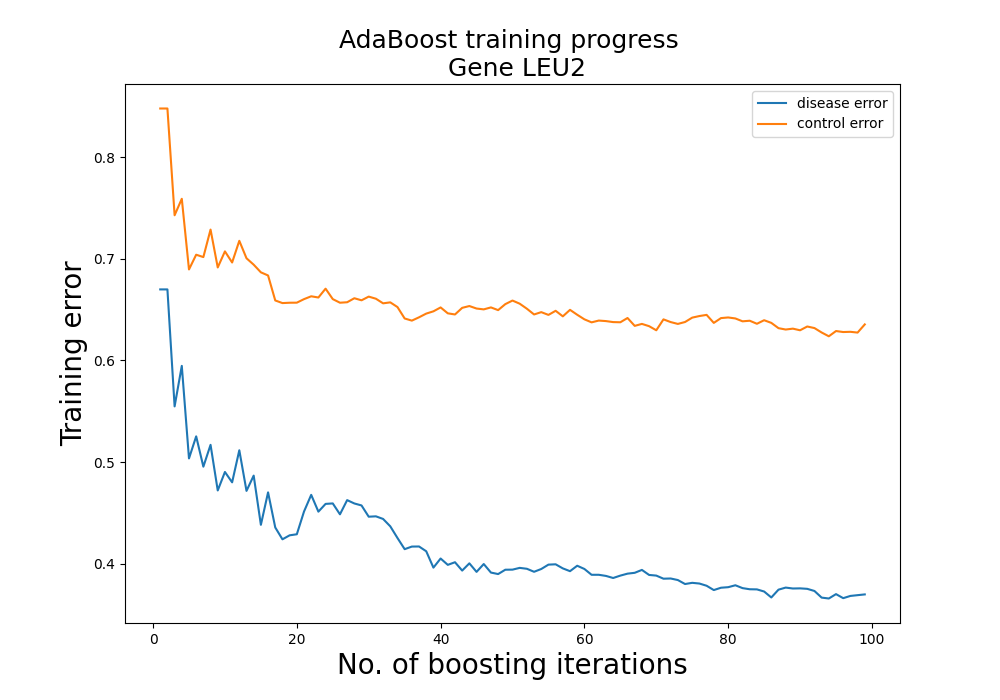 AdaBoost training progress
Gene LEU2
disease error
control error
Training error
0.8
0.7
0.6
0.5
0.4
0
20
40
60
80
100
No. of boosting iterations